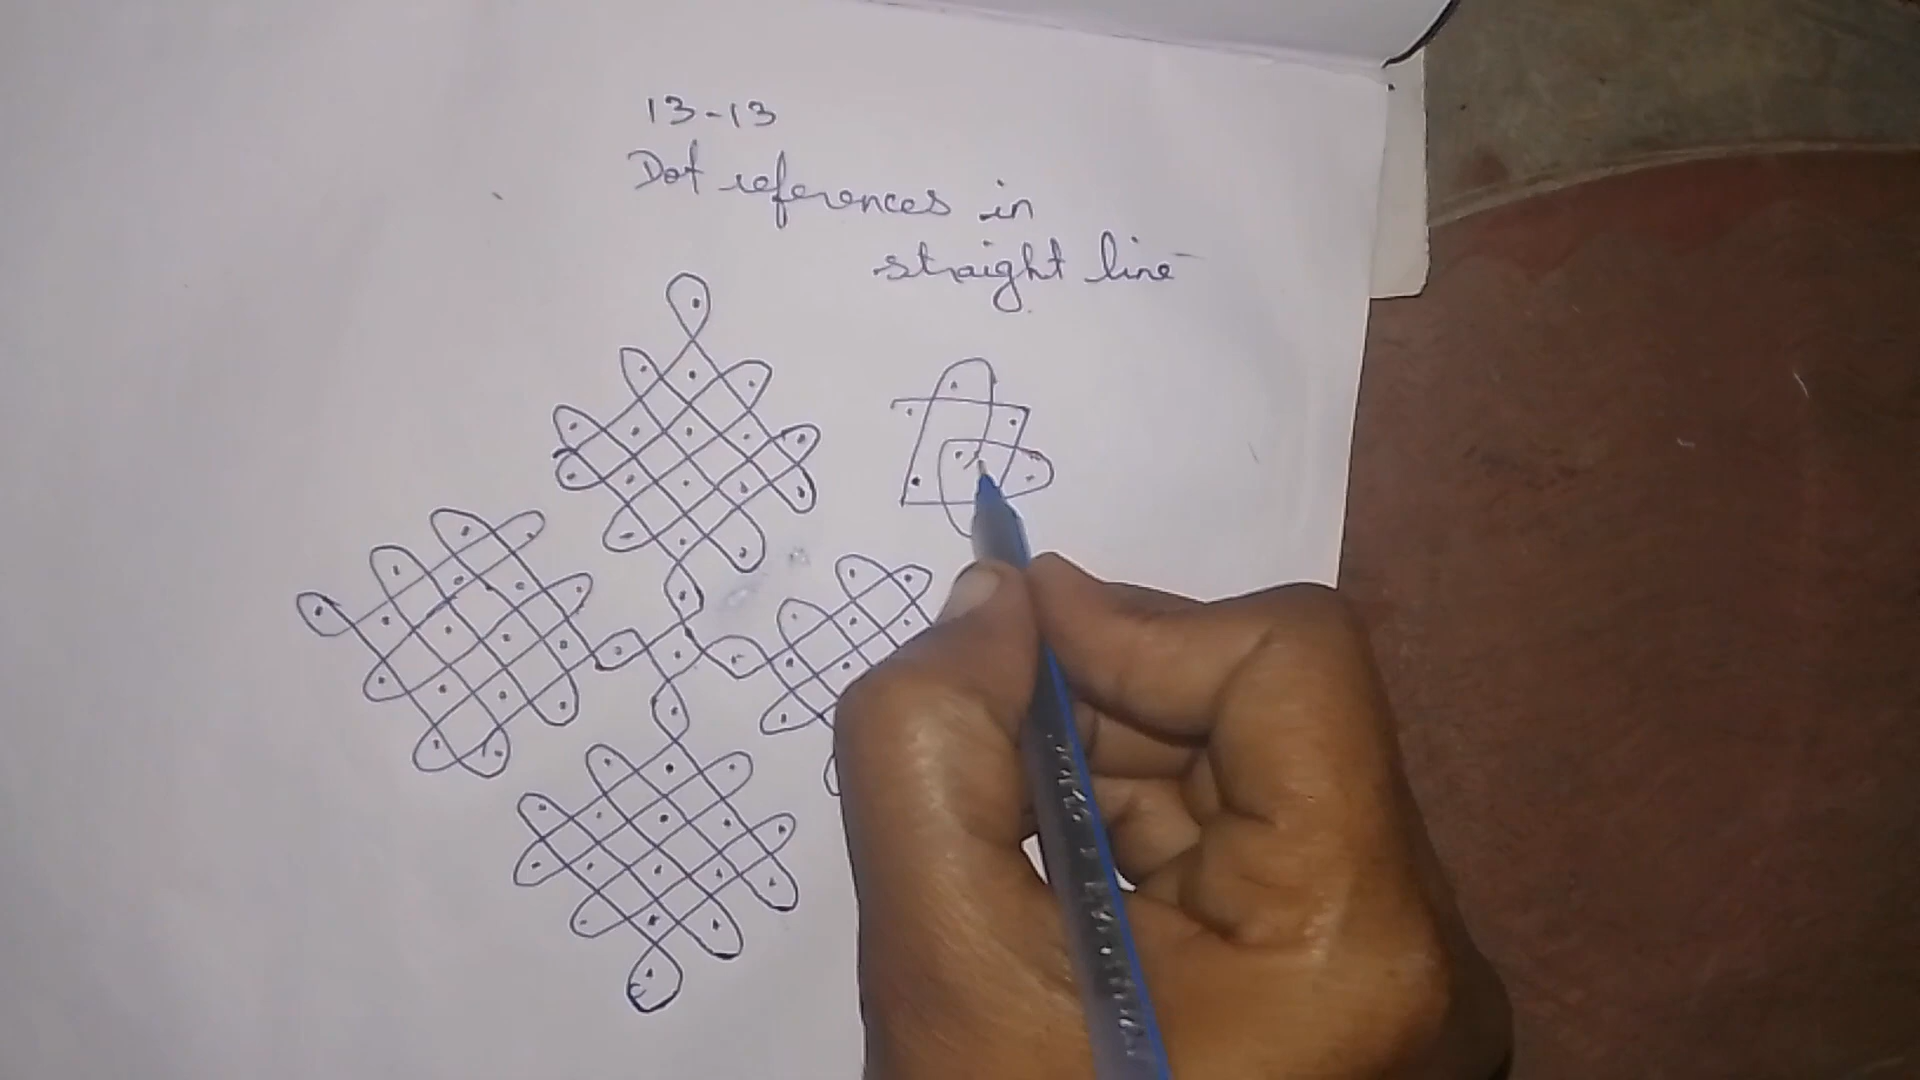 13-13
Dot references in
straight line